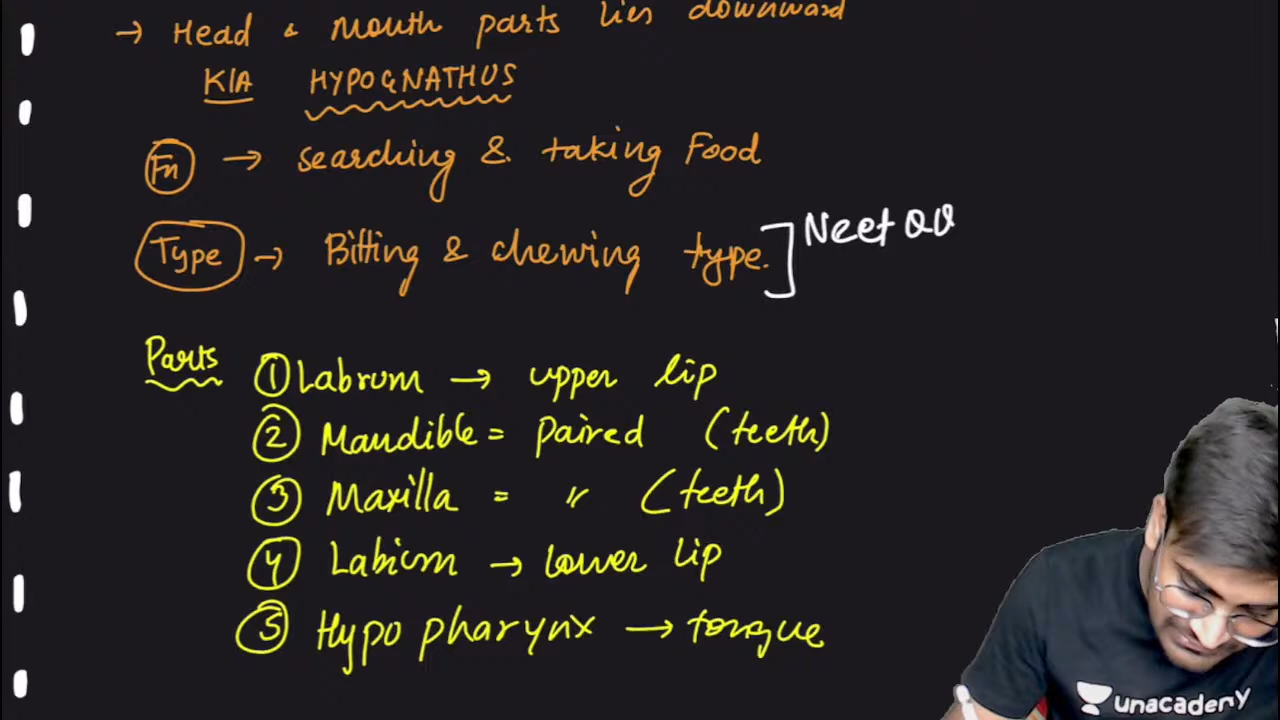 → Head & mouth parts lies downward
KIA HYPOGNATHUS
Fn → searching & taking Food
Type → Bitting & chewing type. ] Neet
Parts ① Labrum → upper lip
② Mandible = paired (teeth)
③ Maxilla = " (teeth)
④ Labium → lower lip
⑤ Hypo pharynx → tongue
unacademy